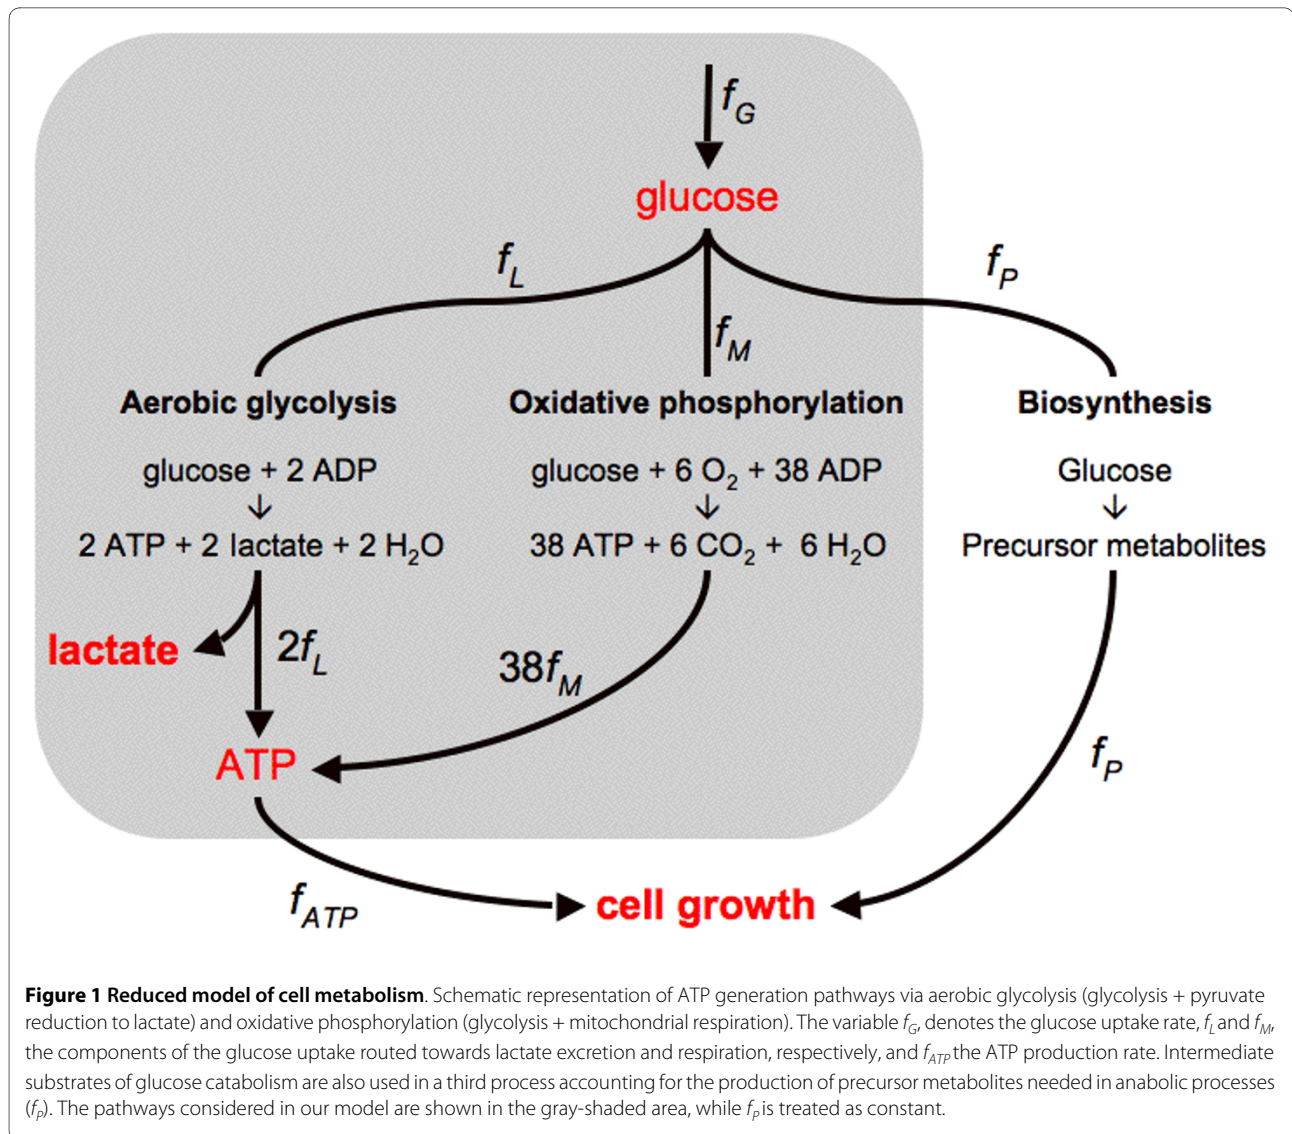 f_G
glucose
f_L
f_M
f_P
Aerobic glycolysis
glucose + 2 ADP
↓
2 ATP + 2 lactate + 2 H₂O
Oxidative phosphorylation
glucose + 6 O₂ + 38 ADP
↓
38 ATP + 6 CO₂ + 6 H₂O
Biosynthesis
Glucose
↓
Precursor metabolites
lactate
2f_L
38f_M
ATP
f_P
f_ATP
cell growth
Figure 1 Reduced model of cell metabolism. Schematic representation of ATP generation pathways via aerobic glycolysis (glycolysis + pyruvate
reduction to lactate) and oxidative phosphorylation (glycolysis + mitochondrial respiration). The variable f_G, denotes the glucose uptake rate, f_L and f_M,
the components of the glucose uptake routed towards lactate excretion and respiration, respectively, and f_ATP the ATP production rate. Intermediate
substrates of glucose catabolism are also used in a third process accounting for the production of precursor metabolites needed in anabolic processes
(f_P). The pathways considered in our model are shown in the gray-shaded area, while f_P is treated as constant.